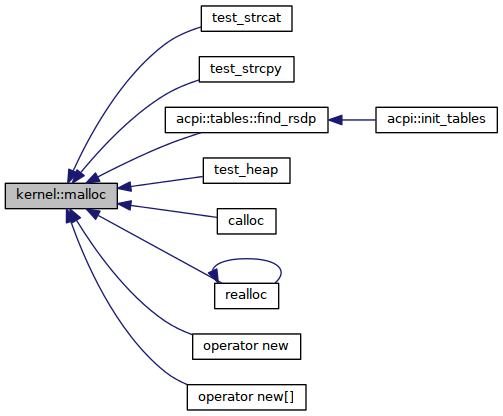 test_strcat
test_strcpy
acpi::tables::find_rsdp
acpi::init_tables
test_heap
kernel::malloc
calloc
realloc
operator new
operator new[]